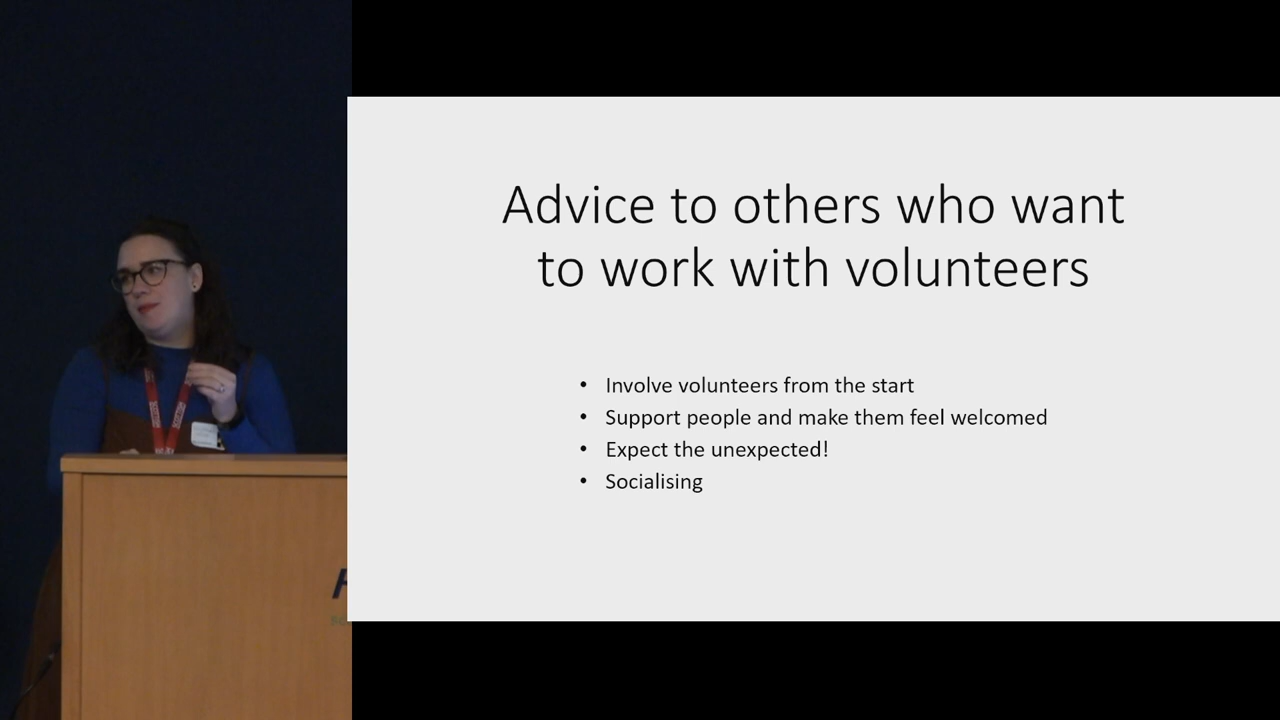 Advice to others who want
to work with volunteers
• Involve volunteers from the start
• Support people and make them feel welcomed
• Expect the unexpected!
• Socialising